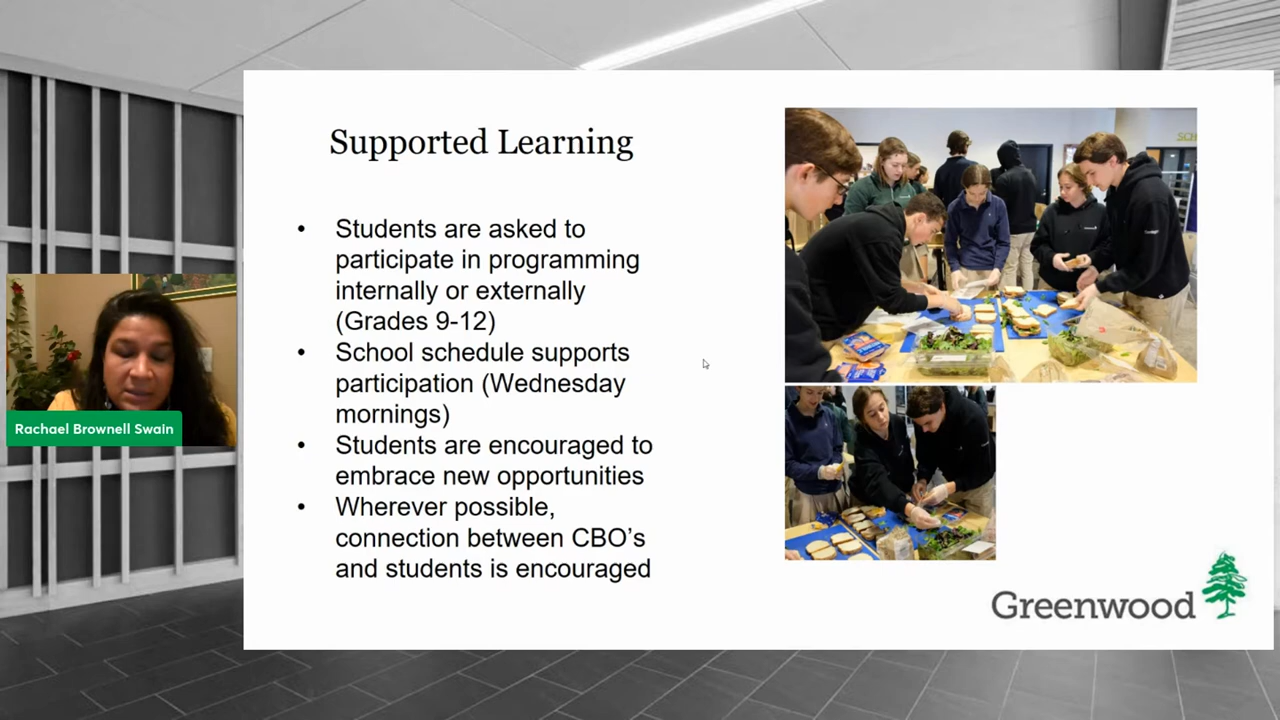 Supported Learning
• Students are asked to
participate in programming
internally or externally
(Grades 9-12)
• School schedule supports
participation (Wednesday
mornings)
• Students are encouraged to
embrace new opportunities
• Wherever possible,
connection between CBO’s
and students is encouraged
Rachael Brownell Swain
Greenwood